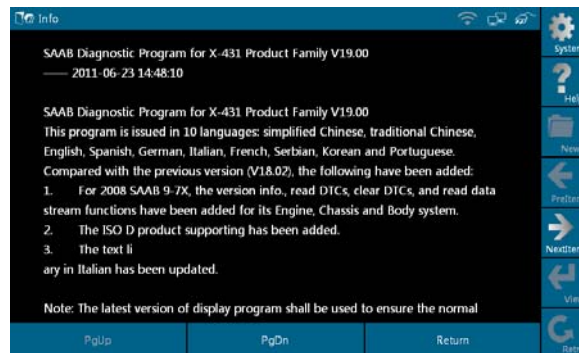 Info
SAAB Diagnostic Program for X-431 Product Family V19.00
—— 2011-06-23 14:48:10
SAAB Diagnostic Program for X-431 Product Family V19.00
This program is issued in 10 languages: simplified Chinese, traditional Chinese,
English, Spanish, German, Italian, French, Serbian, Korean and Portuguese.
Compared with the previous version (V18.02), the following have been added:
1. For 2008 SAAB 9-7X, the version info., read DTCs, clear DTCs, and read data
stream functions have been added for its Engine, Chassis and Body system.
2. The ISO D product supporting has been added.
3. The text li
ary in Italian has been updated.
Note: The latest version of display program shall be used to ensure the normal
PgUp
PgDn
Return
Syster
Hel
New
PreIter
NextIter
Vie
Retu